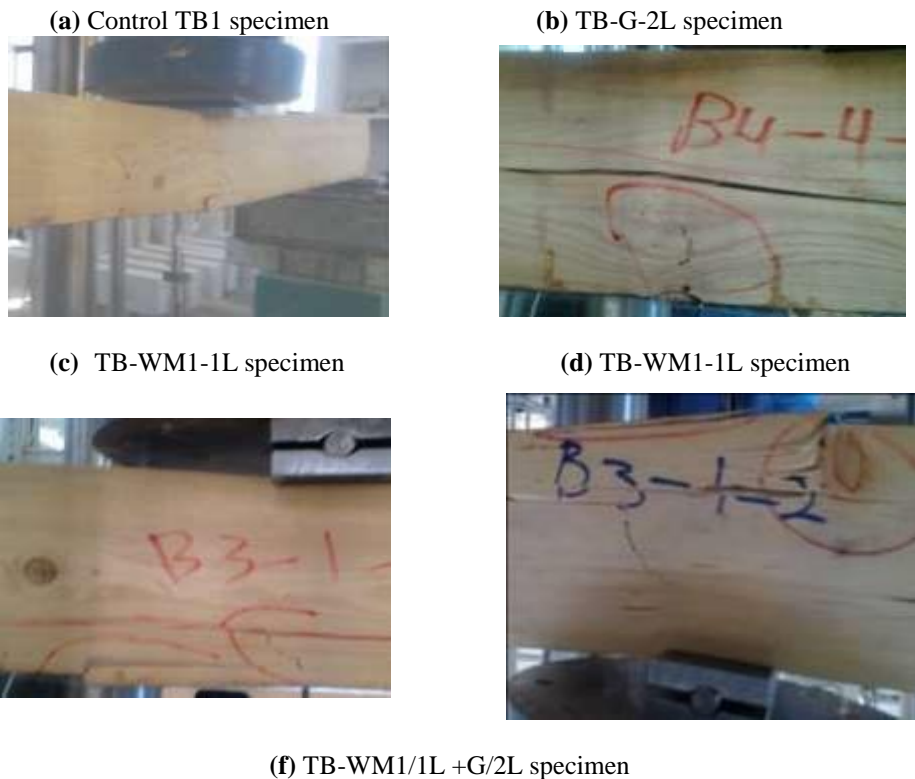 (a) Control TB1 specimen
(b) TB-G-2L specimen
B4-4-
(c) TB-WM1-1L specimen
(d) TB-WM1-1L specimen
B3-1-
B3-1-2
(f) TB-WM1/1L +G/2L specimen